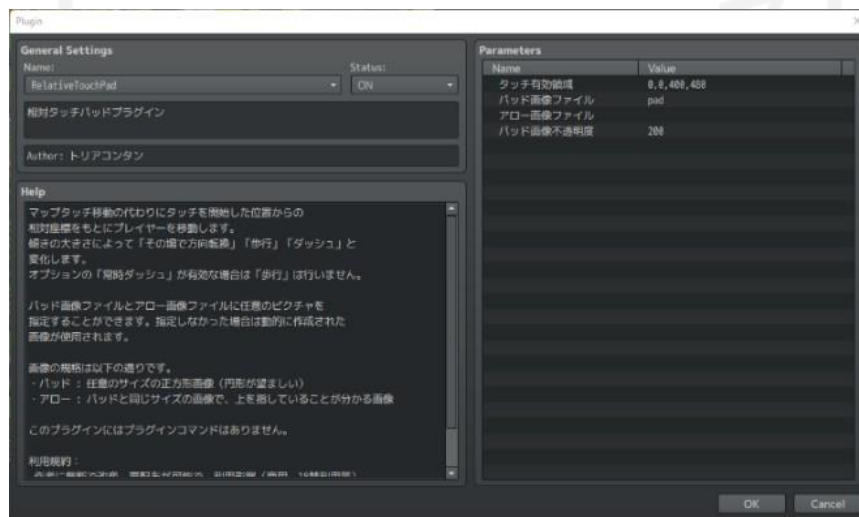 Plugin
General Settings
Name:
Status:
RelativeTouchPad
ON
相対タッチパッドプラグイン
Author: トリアコンタン
Help
マップタッチ移動の代わりにタッチを開始した位置からの
相対座標をもとにプレイヤーを移動します。
傾きの大きさによって「その場で方向転換」「歩行」「ダッシュ」と
変化します。
オプションの「常時ダッシュ」が有効な場合は「歩行」は行いません。
パッド画像ファイルとアロー画像ファイルに任意のピクチャを
指定することができます。指定しなかった場合は動的に作成された
画像が使用されます。
画像の規格は以下の通りです。
・パッド : 任意のサイズの正方形画像(円形が望ましい)
・アロー : パッドと同じサイズの画像で、上を指していることが分かる画像
このプラグインにはプラグインコマンドはありません。
利用規約:
Parameters
Name Value
タッチ有効領域 0,0,400,480
パッド画像ファイル pad
アロー画像ファイル
パッド画像不透明度 200
OK
Cancel